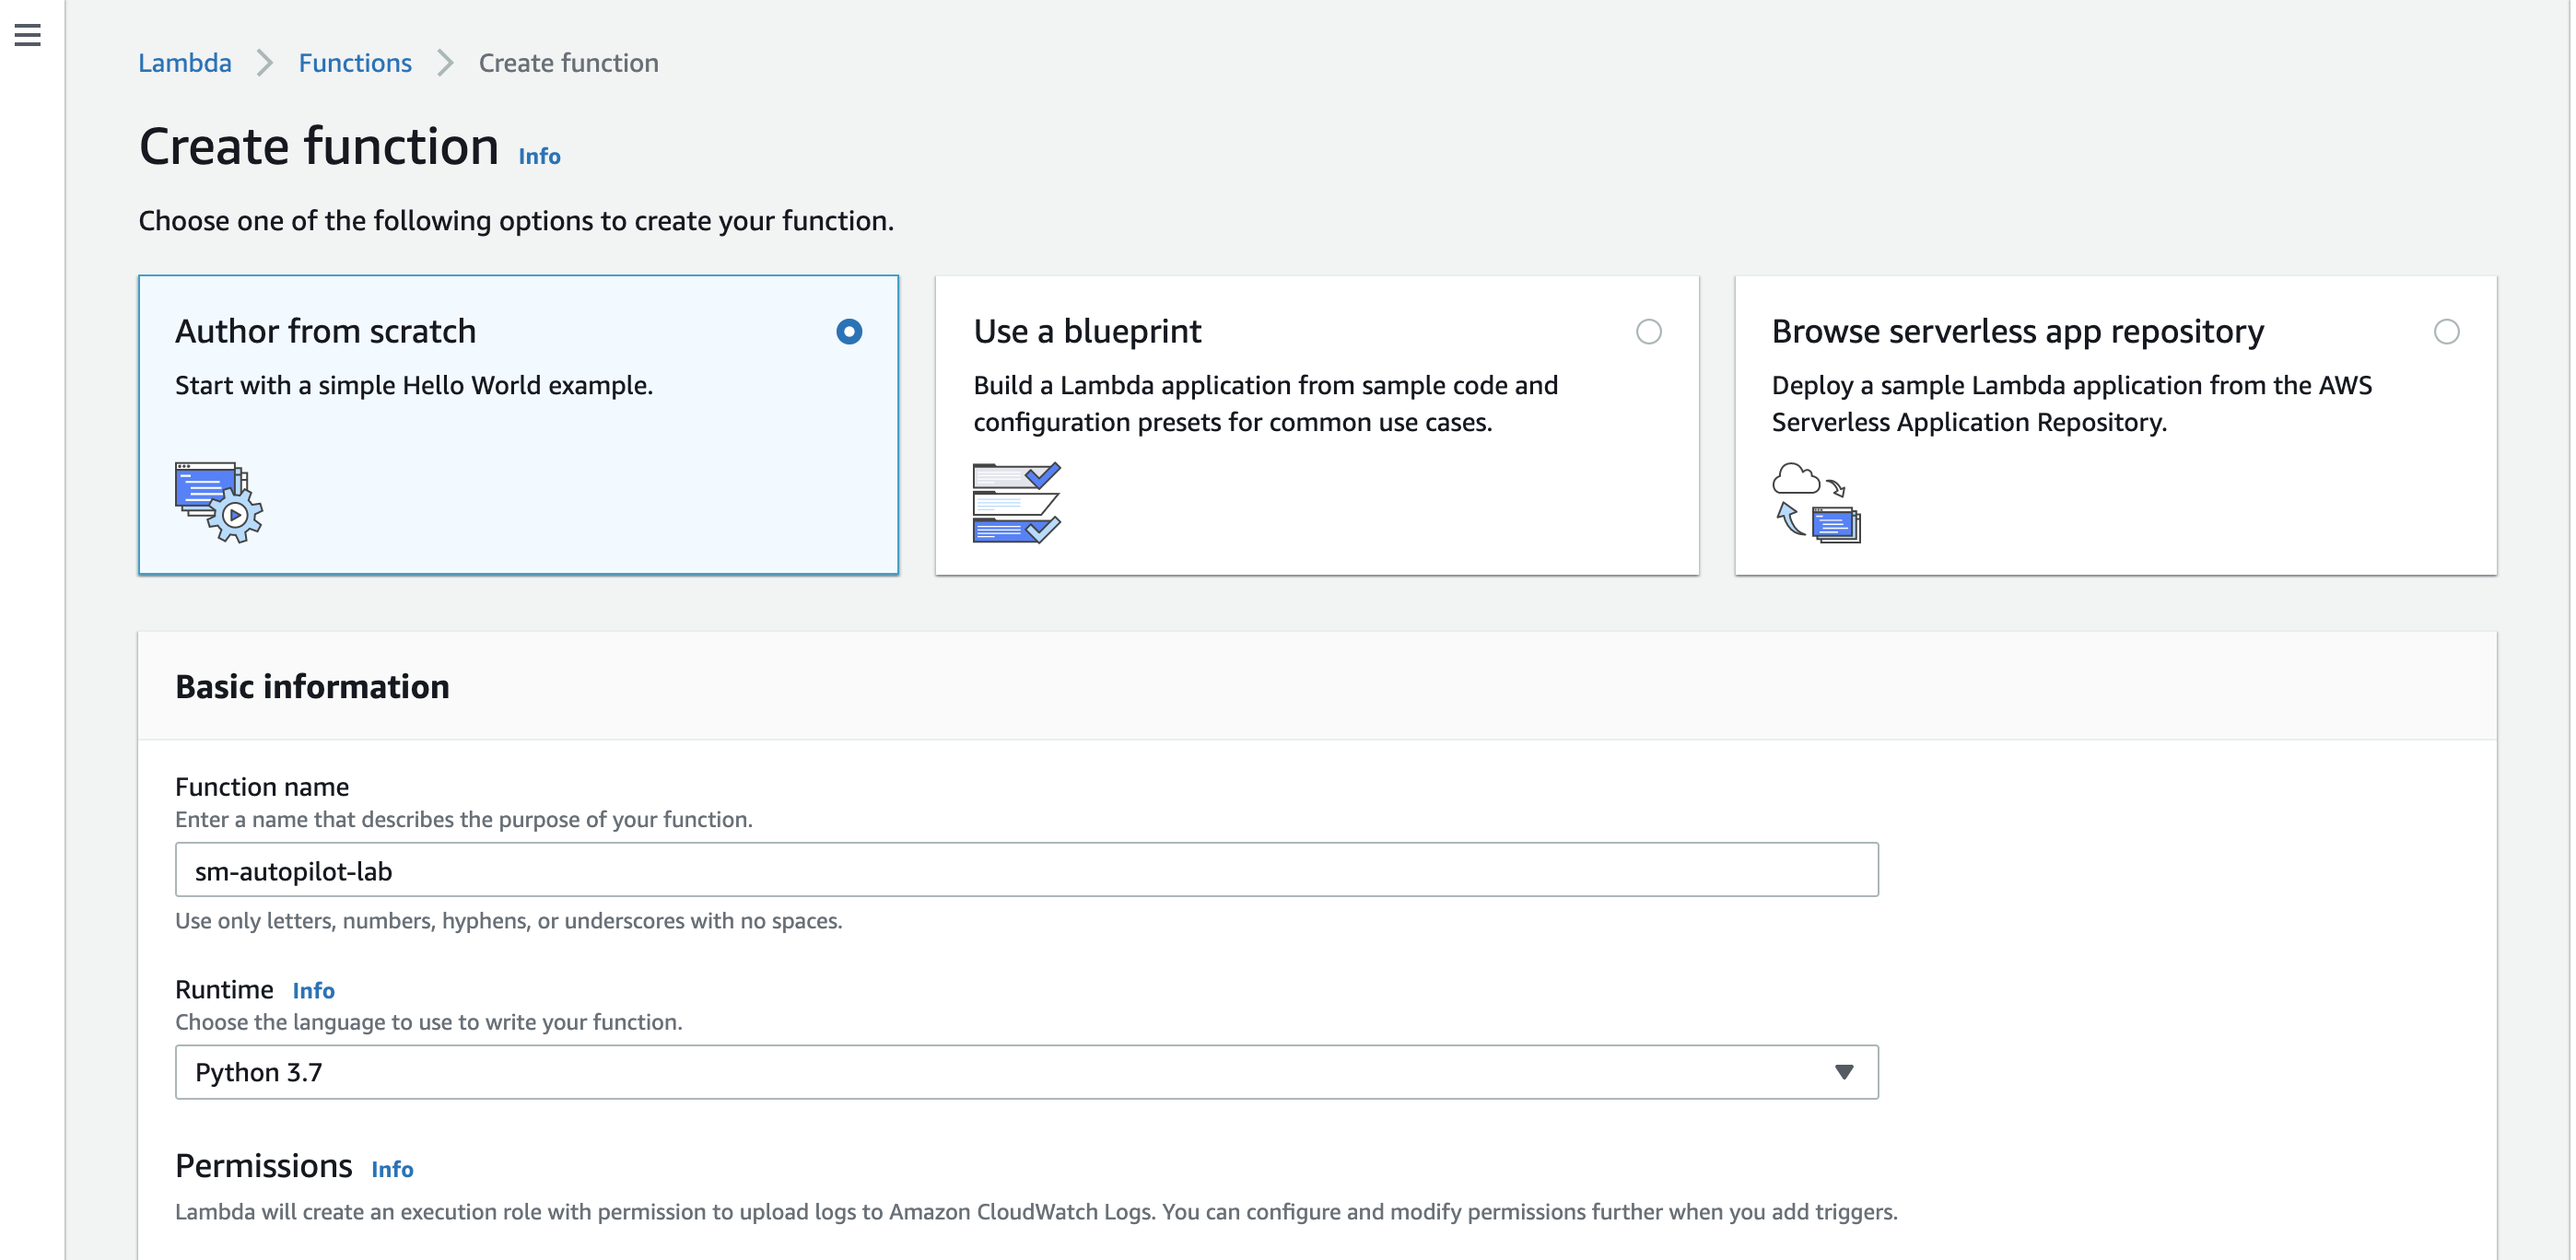 Lambda > Functions > Create function
Create function Info
Choose one of the following options to create your function.
Author from scratch
Start with a simple Hello World example.
Use a blueprint
Build a Lambda application from sample code and
configuration presets for common use cases.
Browse serverless app repository
Deploy a sample Lambda application from the AWS
Serverless Application Repository.
Basic information
Function name
Enter a name that describes the purpose of your function.
sm-autopilot-lab
Use only letters, numbers, hyphens, or underscores with no spaces.
Runtime Info
Choose the language to use to write your function.
Python 3.7
Permissions Info
Lambda will create an execution role with permission to upload logs to Amazon CloudWatch Logs. You can configure and modify permissions further when you add triggers.